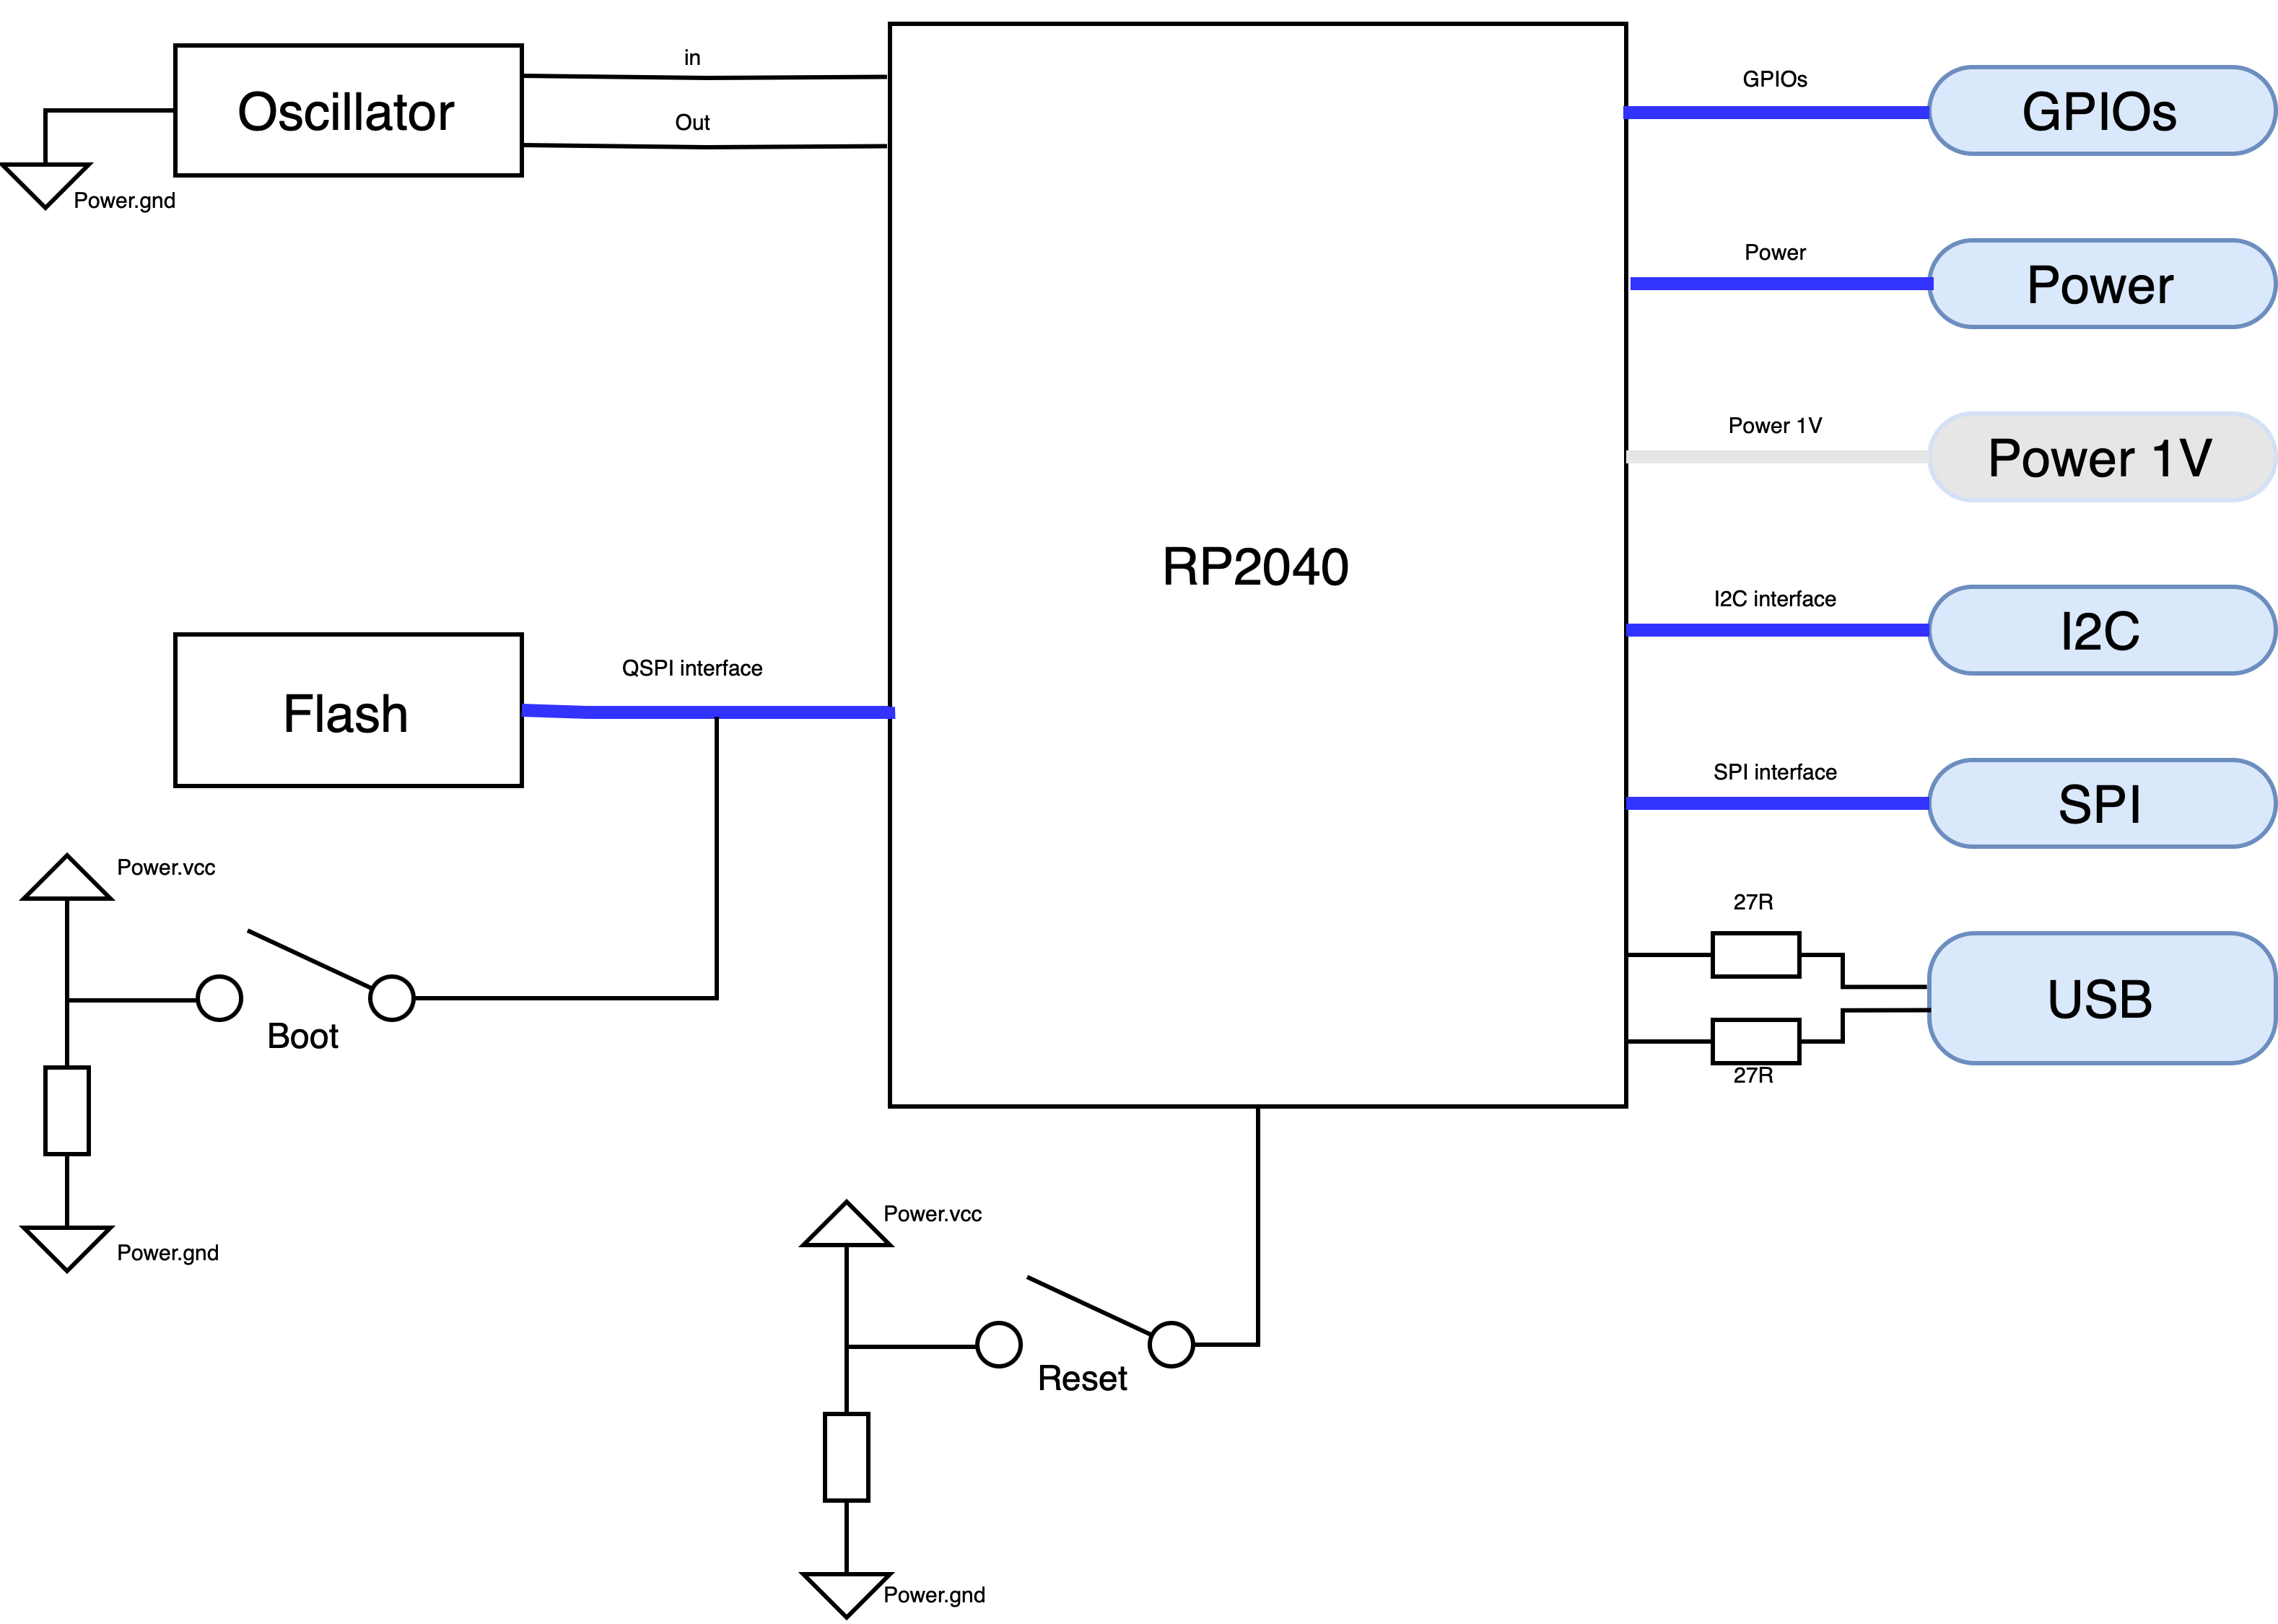 in
Oscillator
Out
Power.gnd
GPIOs
GPIOs
Power
Power
Power 1V
Power 1V
RP2040
I2C interface
I2C
QSPI interface
Flash
SPI interface
SPI
Power.vcc
Boot
Power.gnd
27R
USB
27R
Power.vcc
Reset
Power.gnd